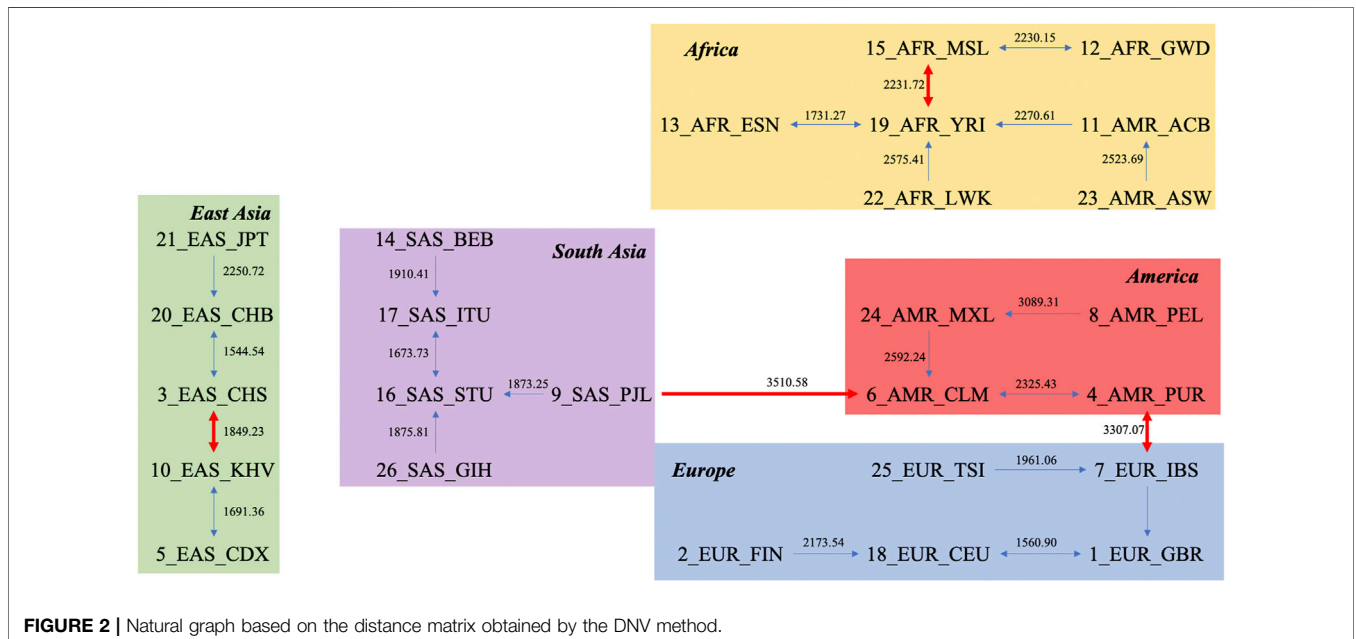 Africa
15_AFR_MSL 2230.15 12_AFR_GWD
2231.72
13_AFR_ESN 1731.27 19_AFR_YRI 2270.61 11_AMR_ACB
2575.41 2523.69
22_AFR_LWK 23_AMR_ASW
East Asia
21_EAS_JPT
2250.72
20_EAS_CHB
1544.54
3_EAS_CHS
1849.23
10_EAS_KHV
1691.36
5_EAS_CDX
14_SAS_BEB
South Asia
1910.41
17_SAS_ITU
1673.73
16_SAS_STU 1873.25 9_SAS_PJL
1875.81
26_SAS_GIH
3510.58
America
24_AMR_MXL 3089.31 8_AMR_PEL
2592.24
6_AMR_CLM 2325.43 4_AMR_PUR
3307.07
Europe
25_EUR_TSI 1961.06 7_EUR_IBS
2_EUR_FIN 2173.54 18_EUR_CEU 1560.90 1_EUR_GBR
FIGURE 2 | Natural graph based on the distance matrix obtained by the DNV method.